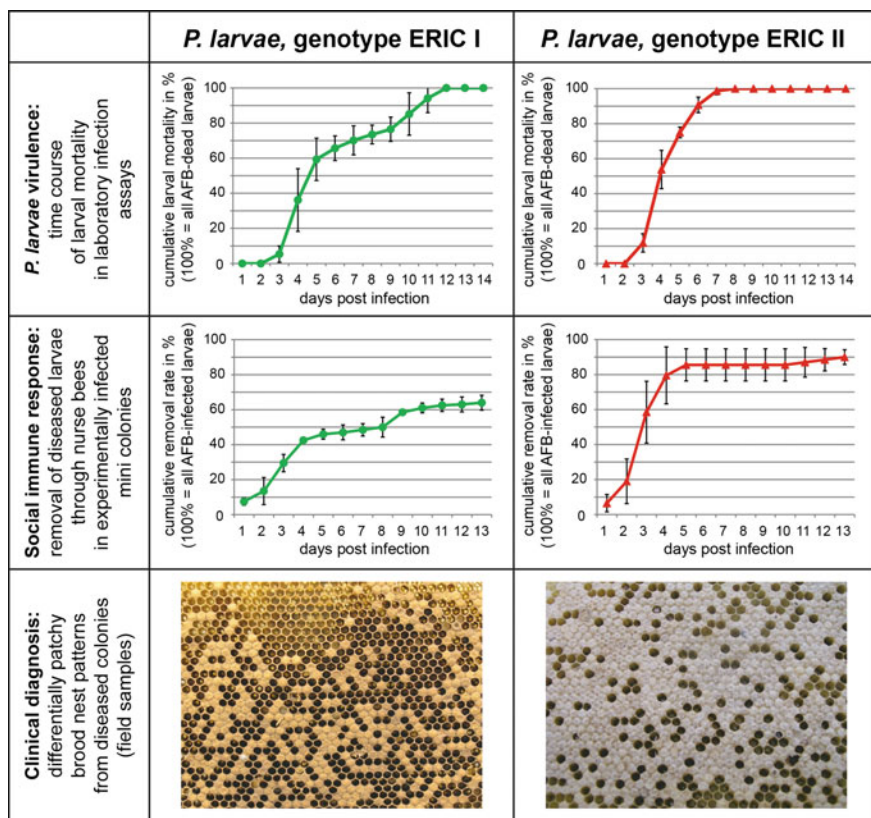 P. larvae, genotype ERIC I
P. larvae, genotype ERIC II
P. larvae virulence:
time course
of larval mortality
in laboratory infection
assays
cumulative larval mortality in %
(100% = all AFB-dead larvae)
100
80
60
40
20
0
1 2 3 4 5 6 7 8 9 10 11 12 13 14
days post infection
cumulative larval mortality in %
(100% = all AFB-dead larvae)
100
80
60
40
20
0
1 2 3 4 5 6 7 8 9 10 11 12 13 14
days post infection
Social immune response:
removal of diseased larvae
through nurse bees
in experimentally infected
mini colonies
cumulative removal rate in %
(100% = all AFB-infected larvae)
100
80
60
40
20
0
1 2 3 4 5 6 7 8 9 10 11 12 13
days post infection
cumulative removal rate in %
(100% = all AFB-infected larvae)
100
80
60
40
20
0
1 2 3 4 5 6 7 8 9 10 11 12 13
days post infection
Clinical diagnosis:
differentially patchy
brood nest patterns
from diseased colonies
(field samples)